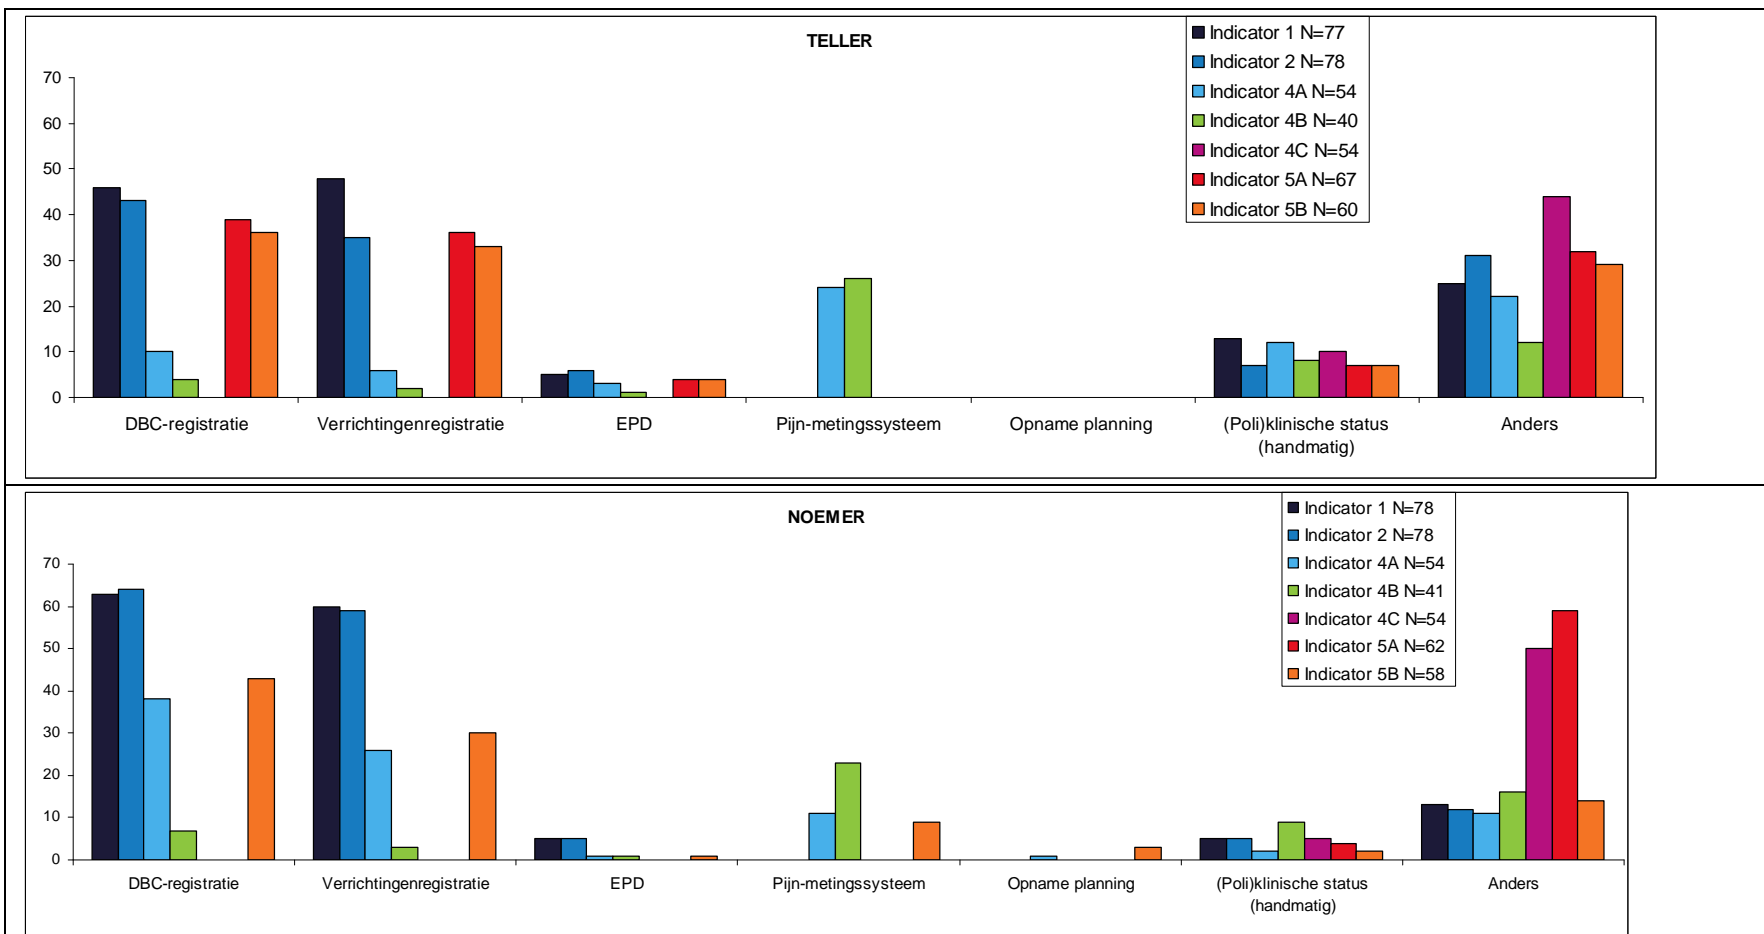 TELLER
Indicator 1 N=77
Indicator 2 N=78
Indicator 4A N=54
Indicator 4B N=40
Indicator 4C N=54
Indicator 5A N=67
Indicator 5B N=60
70
60
50
40
30
20
10
0
DBC-registratie Verrichtingenregistratie EPD Pijn-metingssysteem Opname planning (Poli)klinische status Anders
(handmatig)
NOEMER
Indicator 1 N=78
Indicator 2 N=78
Indicator 4A N=54
Indicator 4B N=41
Indicator 4C N=54
Indicator 5A N=62
Indicator 5B N=58
70
60
50
40
30
20
10
0
DBC-registratie Verrichtingenregistratie EPD Pijn-metingssysteem Opname planning (Poli)klinische status Anders
(handmatig)